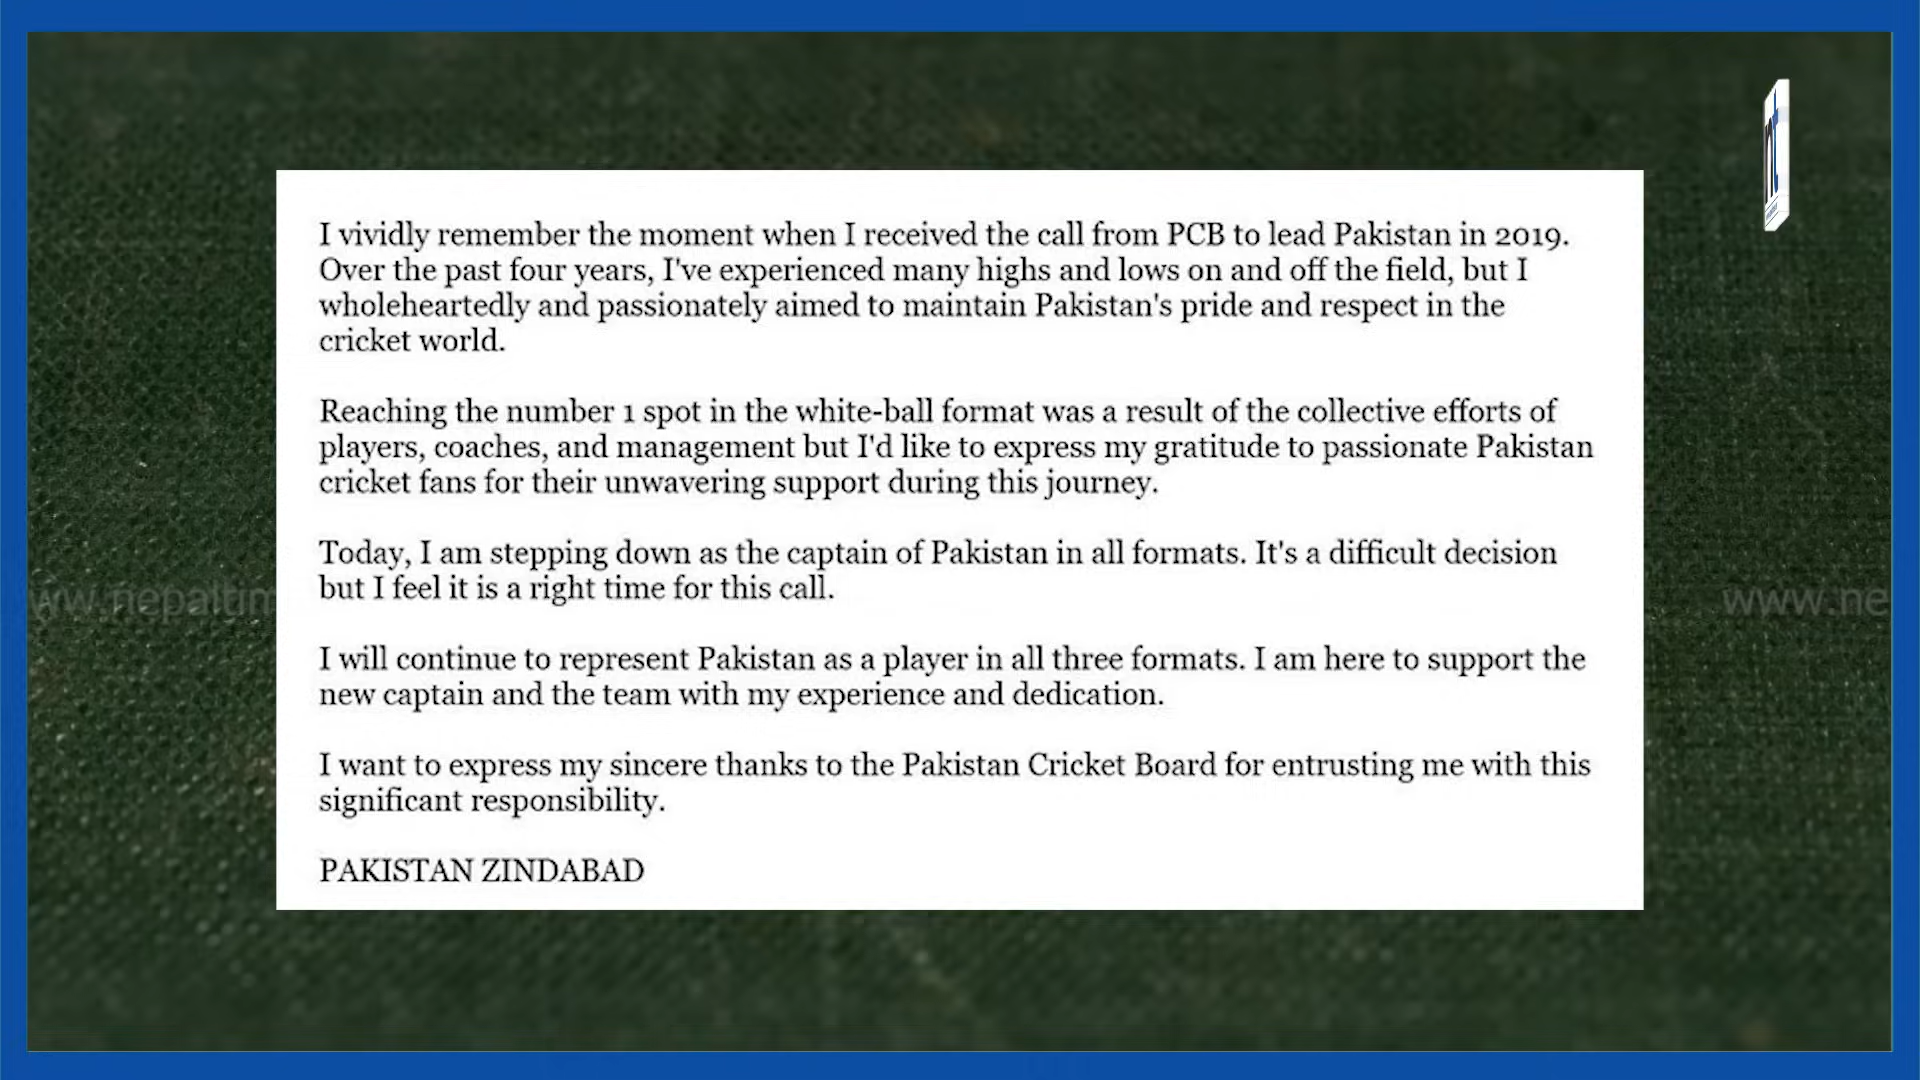 I vividly remember the moment when I received the call from PCB to lead Pakistan in 2019.
Over the past four years, I've experienced many highs and lows on and off the field, but I
wholeheartedly and passionately aimed to maintain Pakistan's pride and respect in the
cricket world.
Reaching the number 1 spot in the white-ball format was a result of the collective efforts of
players, coaches, and management but I'd like to express my gratitude to passionate Pakistan
cricket fans for their unwavering support during this journey.
Today, I am stepping down as the captain of Pakistan in all formats. It's a difficult decision
but I feel it is a right time for this call.
I will continue to represent Pakistan as a player in all three formats. I am here to support the
new captain and the team with my experience and dedication.
I want to express my sincere thanks to the Pakistan Cricket Board for entrusting me with this
significant responsibility.
PAKISTAN ZINDABAD
nt
ww.nepaltim
www.ne